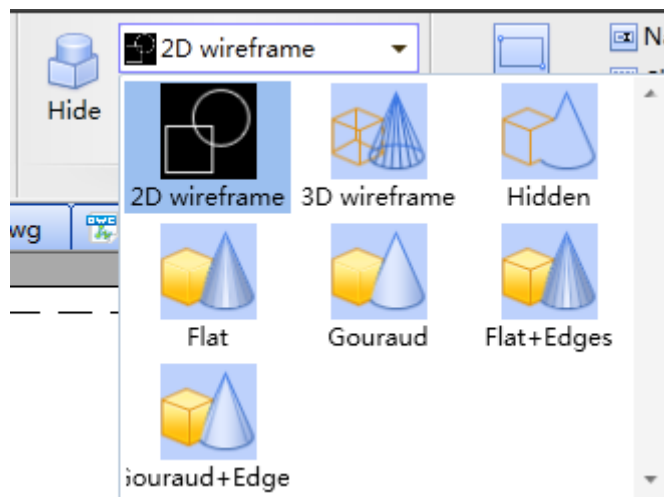 2D wireframe
Hide
2D wireframe
3D wireframe
Hidden
wg
Flat
Gouraud
Flat+Edges
Gouraud+Edge